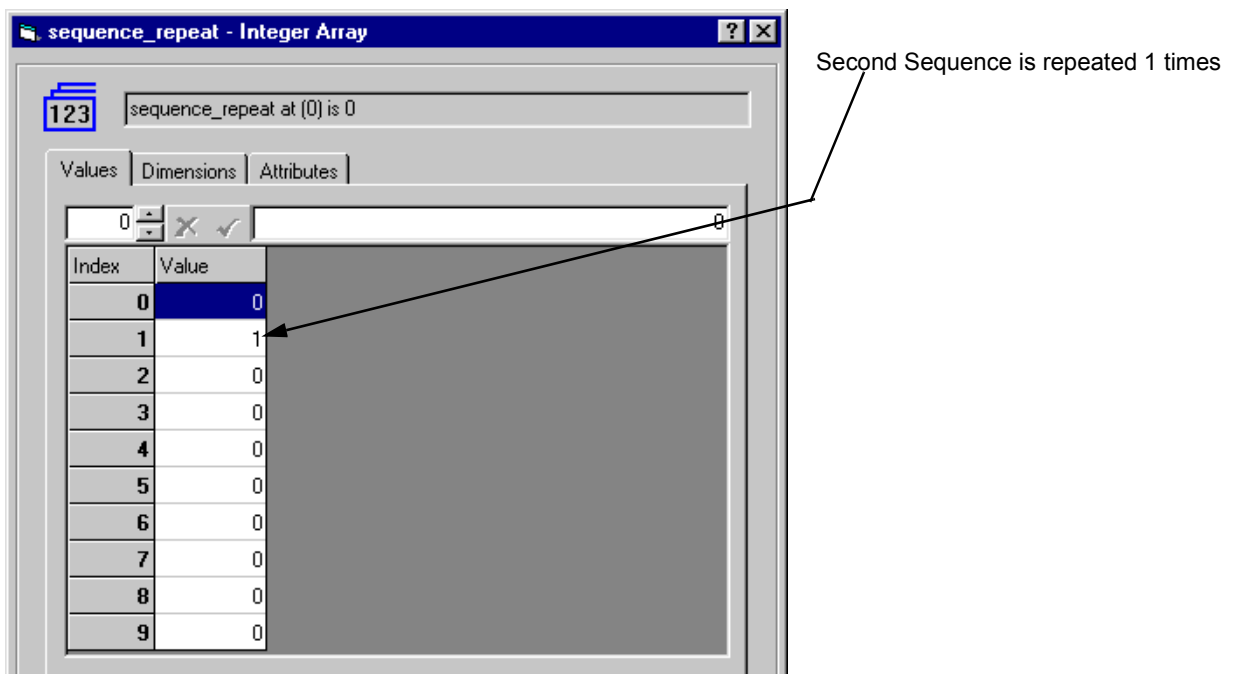 sequence_repeat - Integer Array
Second Sequence is repeated 1 times
123
sequence_repeat at (0) is 0
Values Dimensions Attributes
0 0
Index Value
0 0
1 1
2 0
3 0
4 0
5 0
6 0
7 0
8 0
9 0